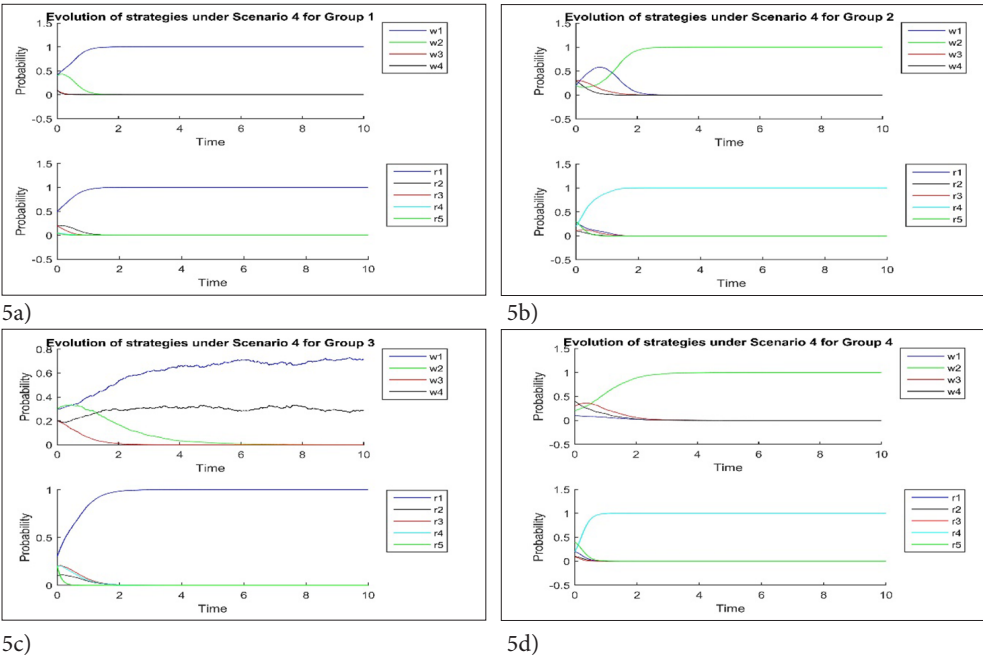 Evolution of strategies under Scenario 4 for Group 1
1.5
1
0.5
0
-0.5
Probability
0 2 4 6 8 10
Time
w1
w2
w3
w4
1.5
1
0.5
0
-0.5
Probability
0 2 4 6 8 10
Time
r1
r2
r3
r4
r5
5a)
Evolution of strategies under Scenario 4 for Group 2
1.5
1
0.5
0
-0.5
Probability
0 2 4 6 8 10
Time
w1
w2
w3
w4
1.5
1
0.5
0
-0.5
Probability
0 2 4 6 8 10
Time
r1
r2
r3
r4
r5
5b)
Evolution of strategies under Scenario 4 for Group 3
0.8
0.6
0.4
0.2
0
Probability
0 2 4 6 8 10
Time
w1
w2
w3
w4
1
0.5
0
Probability
0 2 4 6 8 10
Time
r1
r2
r3
r4
r5
5c)
Evolution of strategies under Scenario 4 for Group 4
1.5
1
0.5
0
-0.5
Probability
0 2 4 6 8 10
Time
w1
w2
w3
w4
1.5
1
0.5
0
-0.5
Probability
0 2 4 6 8 10
Time
r1
r2
r3
r4
r5
5d)